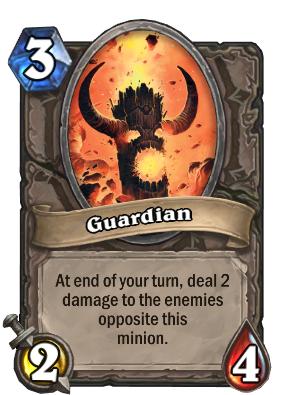 3
Guardian
At end of your turn, deal 2
damage to the enemies
opposite this
minion.
2
4